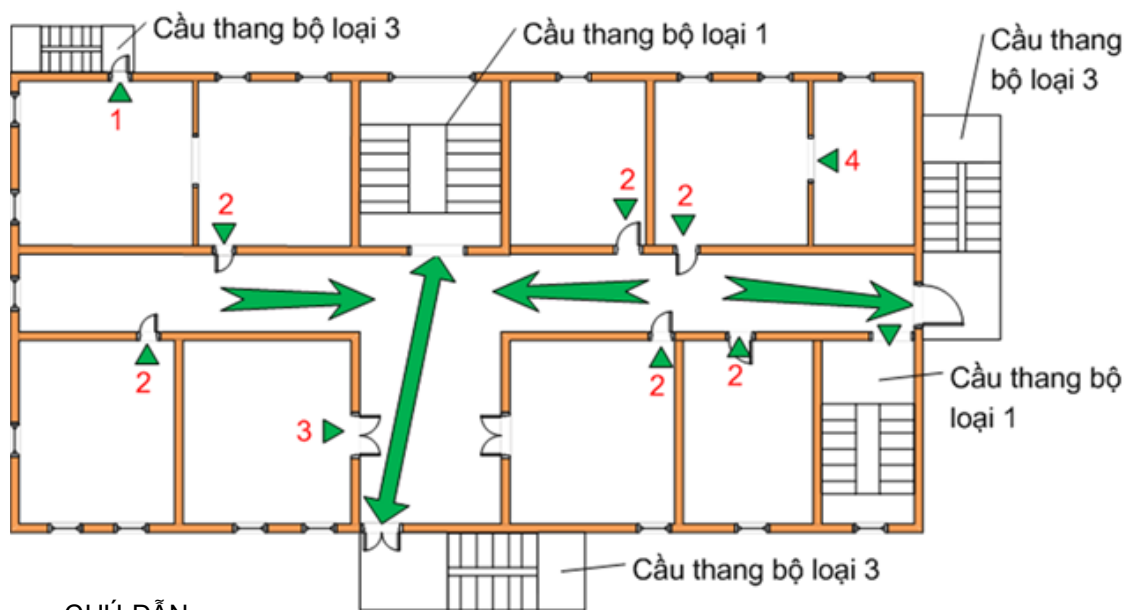 Cầu thang bộ loại 3
Cầu thang bộ loại 1
Cầu thang
bộ loại 3
1
4
2
2
2
2
3
2
2
Cầu thang bộ
loại 1
Cầu thang bộ loại 3